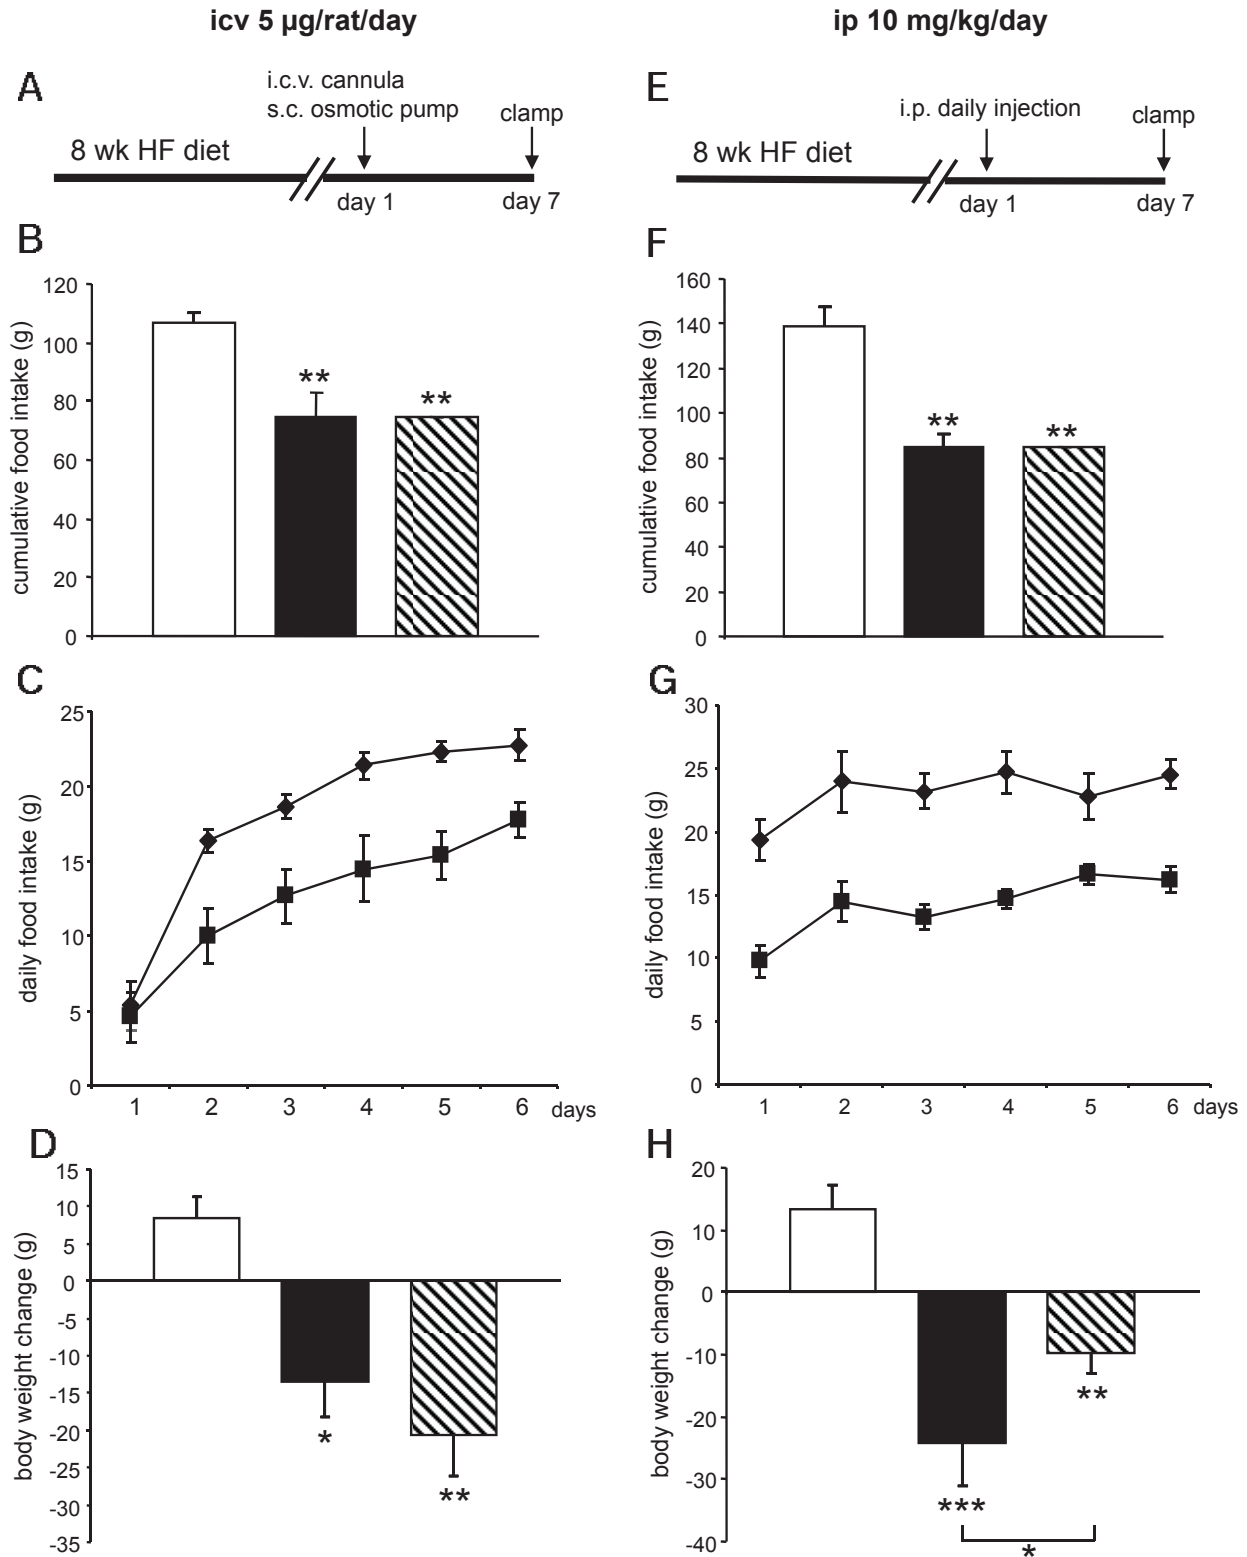 icv 5 µg/rat/day
ip 10 mg/kg/day
A
i.c.v. cannula
s.c. osmotic pump
clamp
8 wk HF diet
day 1
day 7
E
i.p. daily injection
clamp
8 wk HF diet
day 1
day 7
B
cumulative food intake (g)
120
100
80
60
40
20
0
**
**
F
cumulative food intake (g)
160
140
120
100
80
60
40
20
0
**
**
C
daily food intake (g)
25
20
15
10
5
0
1 2 3 4 5 6 days
G
daily food intake (g)
30
25
20
15
10
5
0
1 2 3 4 5 6 days
D
body weight change (g)
15
10
5
0
-5
-10
-15
-20
-25
-30
-35
*
**
H
body weight change (g)
20
10
0
-10
-20
-30
-40
**
***
*